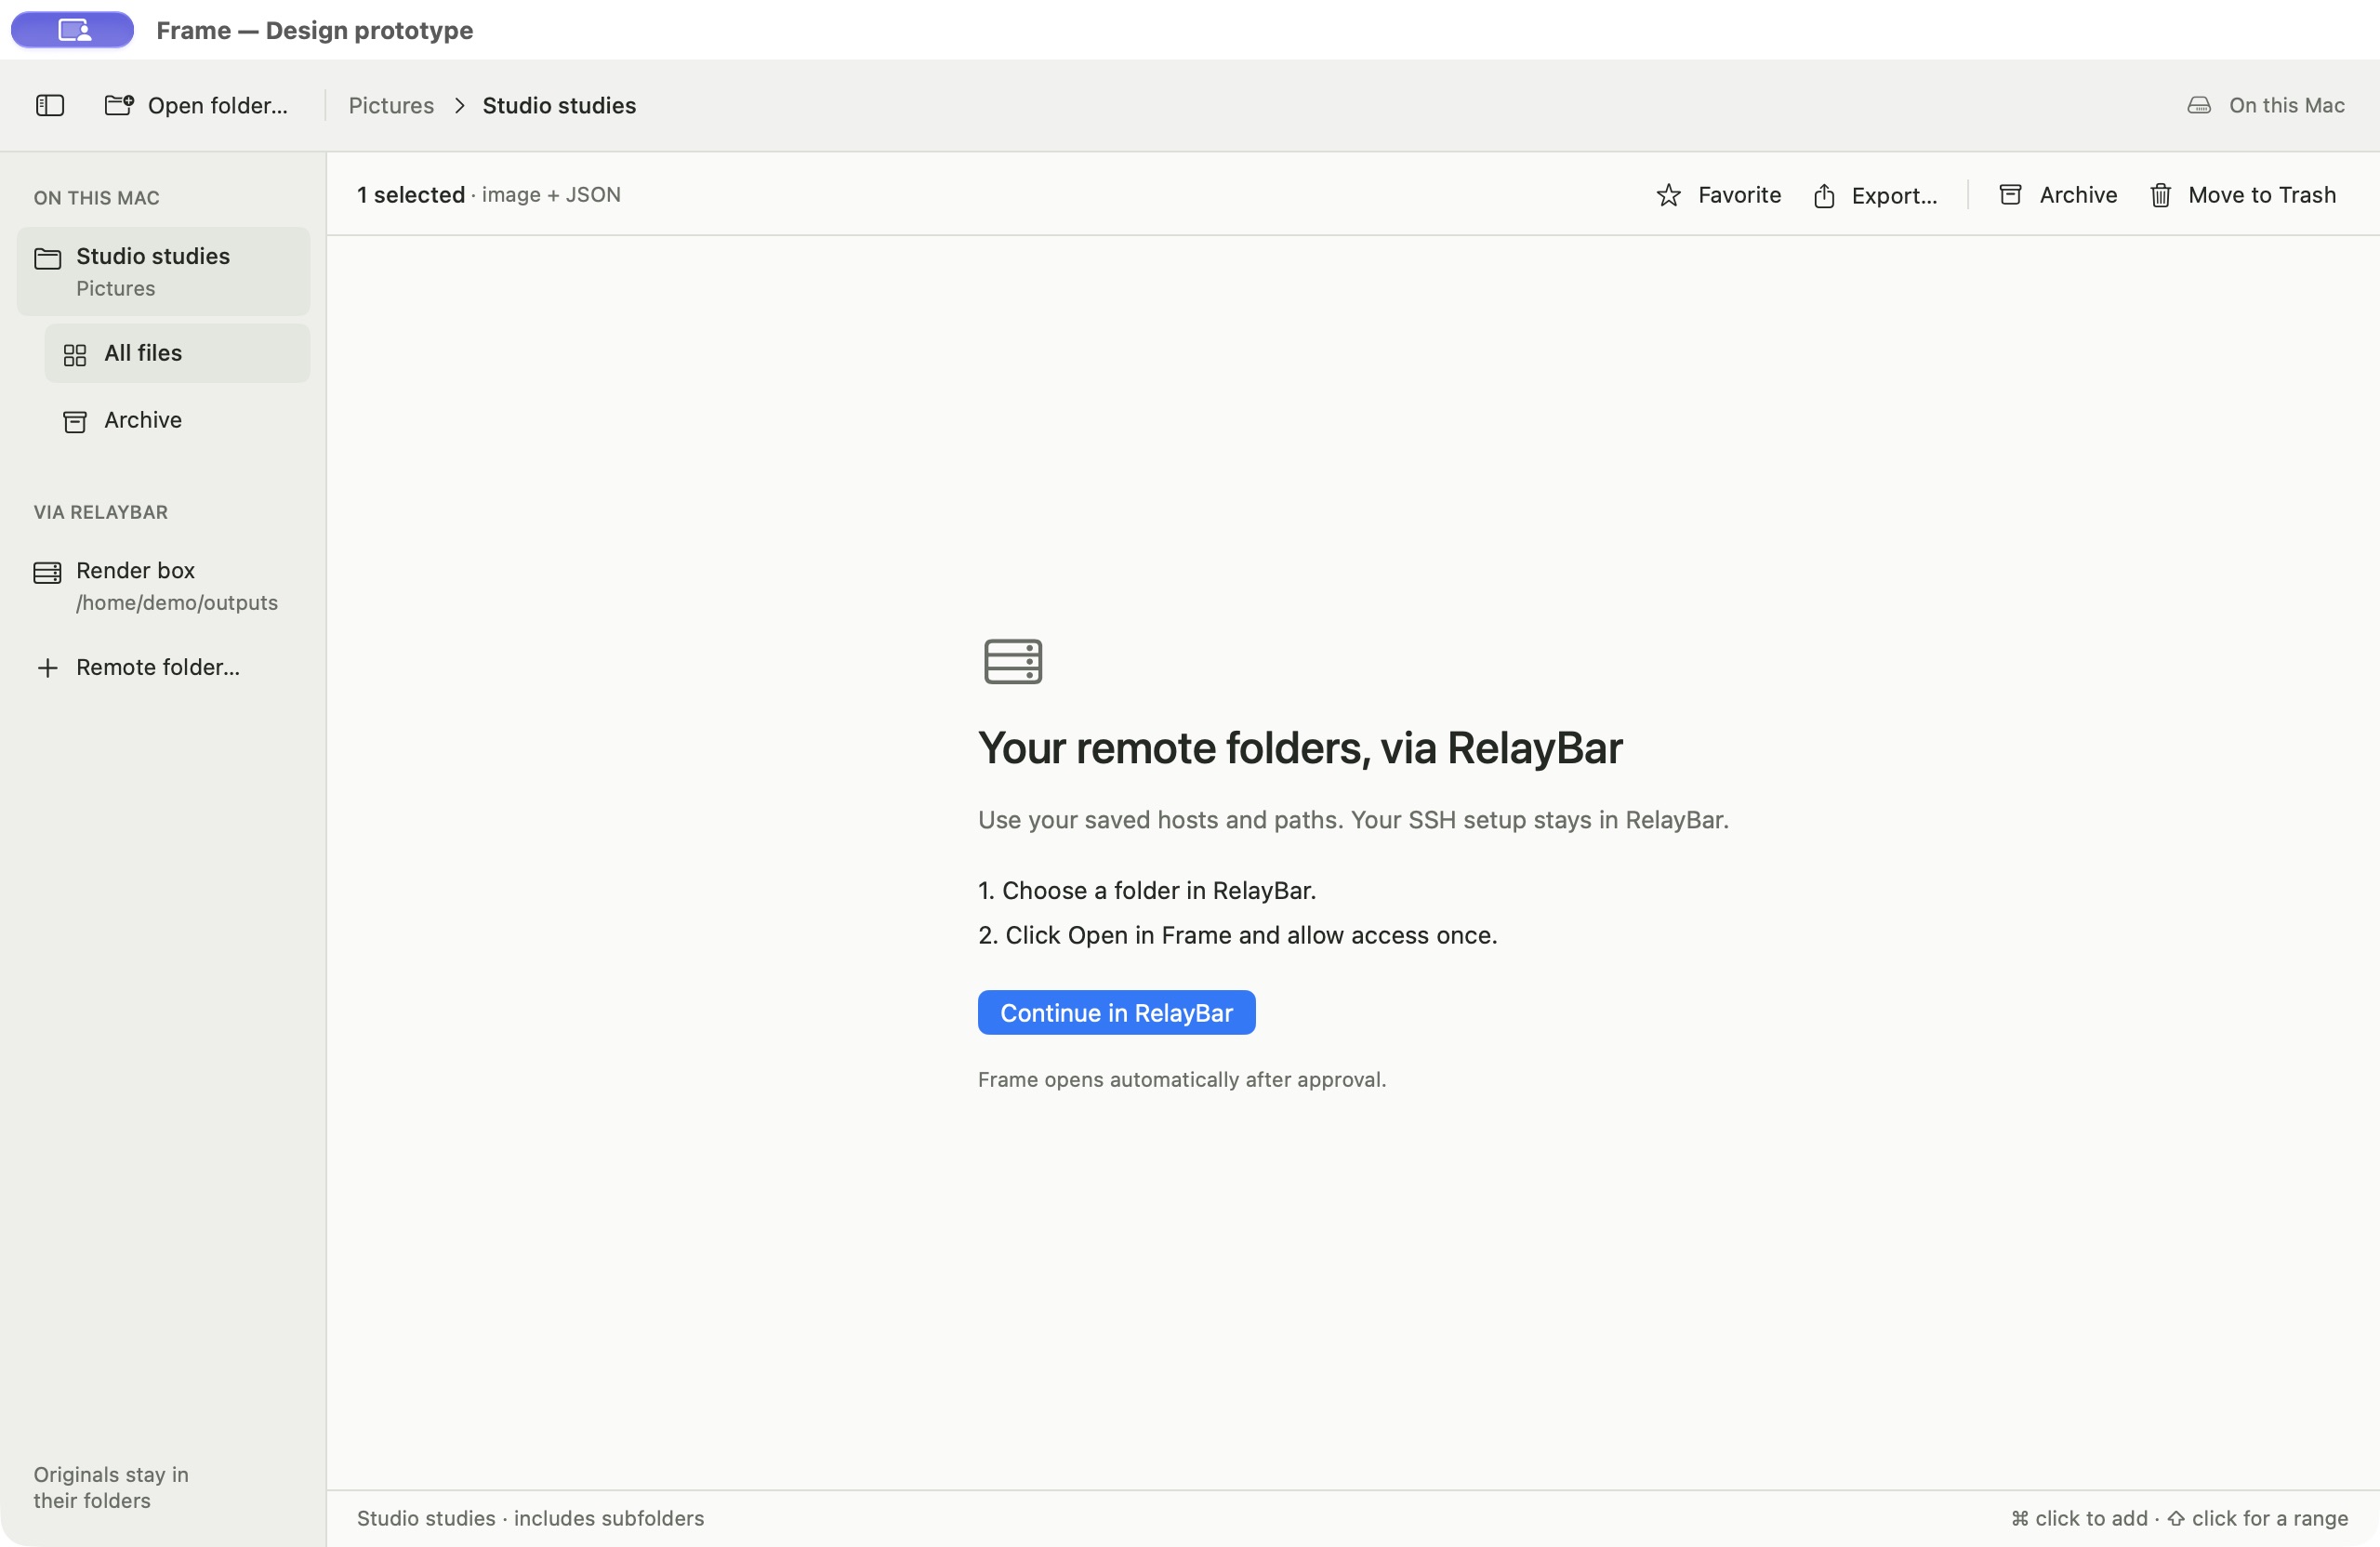 Frame — Design prototype
Open folder...
Pictures > Studio studies
On this Mac
ON THIS MAC
Studio studies
Pictures
All files
Archive
VIA RELAYBAR
Render box
/home/demo/outputs
Remote folder...
Originals stay in
their folders
1 selected · image + JSON
Favorite
Export...
Archive
Move to Trash
Your remote folders, via RelayBar
Use your saved hosts and paths. Your SSH setup stays in RelayBar.
1. Choose a folder in RelayBar.
2. Click Open in Frame and allow access once.
Continue in RelayBar
Frame opens automatically after approval.
Studio studies · includes subfolders
⌘ click to add · ⇧ click for a range